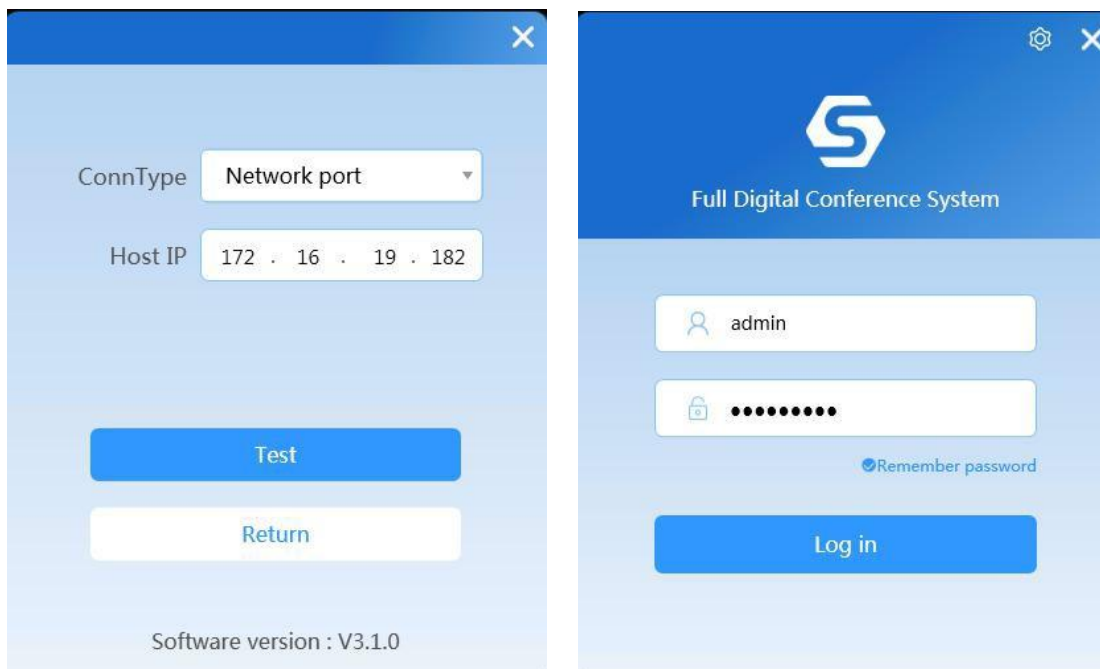 ConnType Network port
Host IP 172 . 16 . 19 . 182
Test
Return
Software version : V3.1.0
Full Digital Conference System
admin
●●●●●●●●●
Remember password
Log in